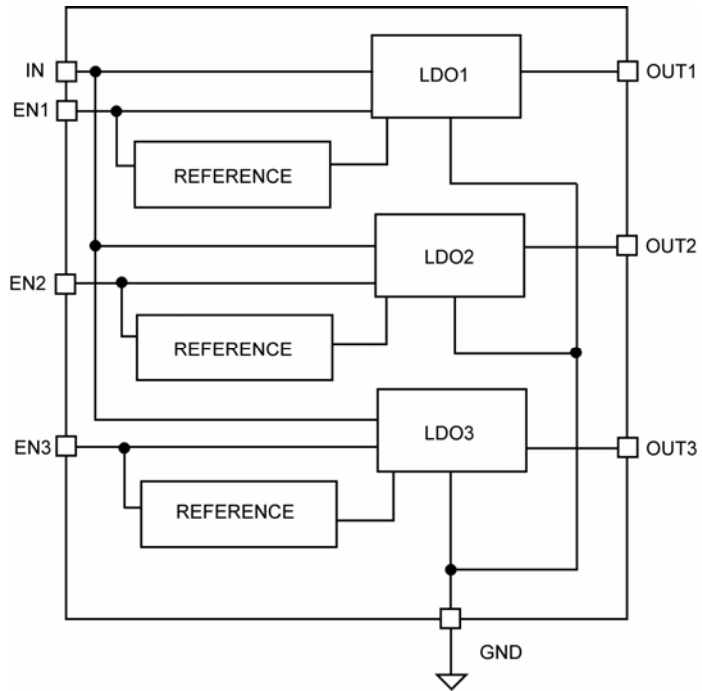 IN
LDO1
OUT1
EN1
REFERENCE
LDO2
OUT2
EN2
REFERENCE
LDO3
EN3
OUT3
REFERENCE
GND